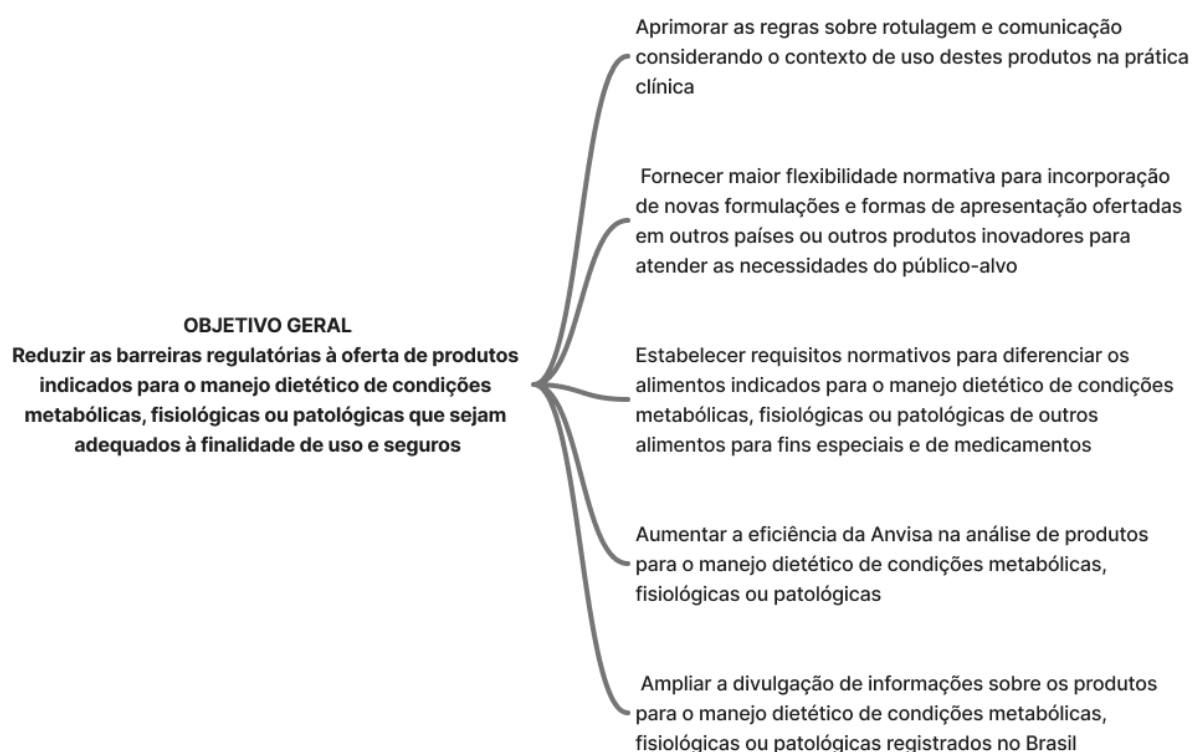 Aprimorar as regras sobre rotulagem e comunicação
considerando o contexto de uso destes produtos na prática
clínica
Fornecer maior flexibilidade normativa para incorporação
de novas formulações e formas de apresentação ofertadas
em outros países ou outros produtos inovadores para
atender as necessidades do público-alvo
OBJETIVO GERAL
Reduzir as barreiras regulatórias à oferta de produtos
indicados para o manejo dietético de condições
metabólicas, fisiológicas ou patológicas que sejam
adequados à finalidade de uso e seguros
Estabelecer requisitos normativos para diferenciar os
alimentos indicados para o manejo dietético de condições
metabólicas, fisiológicas ou patológicas de outros
alimentos para fins especiais e de medicamentos
Aumentar a eficiência da Anvisa na análise de produtos
para o manejo dietético de condições metabólicas,
fisiológicas ou patológicas
Ampliar a divulgação de informações sobre os produtos
para o manejo dietético de condições metabólicas,
fisiológicas ou patológicas registrados no Brasil